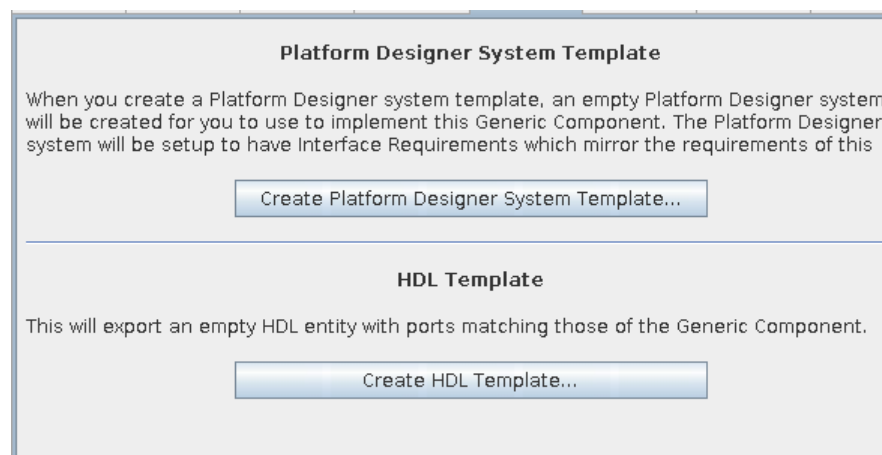 Platform Designer System Template
When you create a Platform Designer system template, an empty Platform Designer system
will be created for you to use to implement this Generic Component. The Platform Designer
system will be setup to have Interface Requirements which mirror the requirements of this
Create Platform Designer System Template...
HDL Template
This will export an empty HDL entity with ports matching those of the Generic Component.
Create HDL Template...